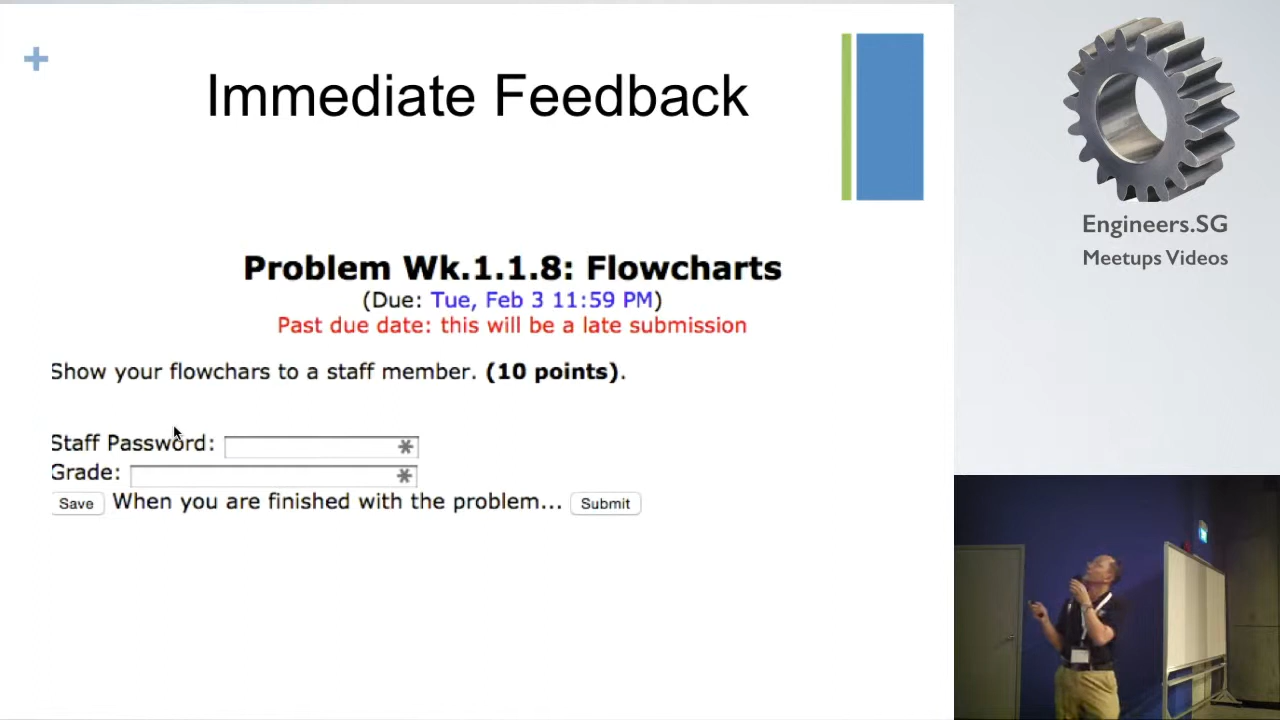 +
Immediate Feedback
Problem Wk.1.1.8: Flowcharts
(Due: Tue, Feb 3 11:59 PM)
Past due date: this will be a late submission
Show your flowchars to a staff member. (10 points).
Staff Password:
Grade:
Save When you are finished with the problem... Submit
Engineers.SG
Meetups Videos